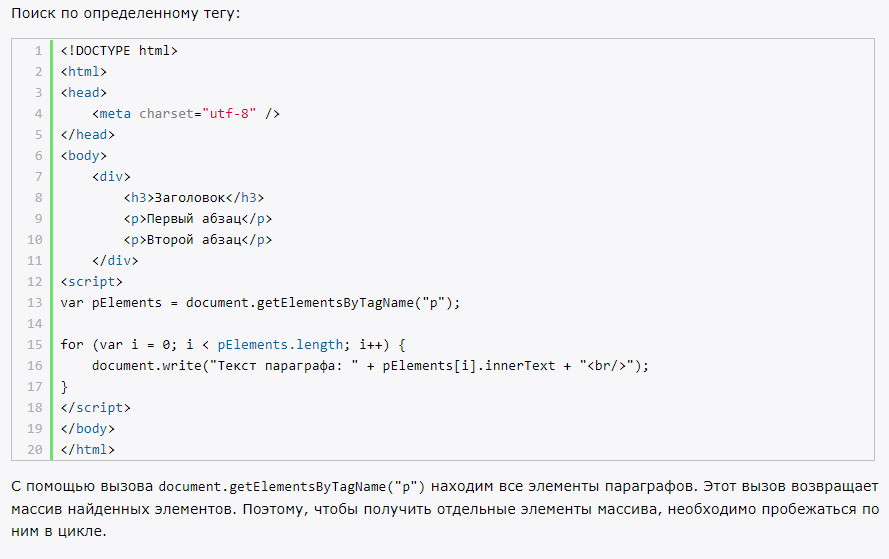 Поиск по определенному тегу:
1 <!DOCTYPE html>
2 <html>
3 <head>
4     <meta charset="utf-8" />
5 </head>
6 <body>
7     <div>
8         <h3>Заголовок</h3>
9         <p>Первый абзац</p>
10         <p>Второй абзац</p>
11     </div>
12 <script>
13 var pElements = document.getElementsByTagName("p");
14
15 for (var i = 0; i < pElements.length; i++) {
16     document.write("Текст параграфа: " + pElements[i].innerText + "<br/>");
17 }
18 </script>
19 </body>
20 </html>
С помощью вызова document.getElementsByTagName("p") находим все элементы параграфов. Этот вызов возвращает
массив найденных элементов. Поэтому, чтобы получить отдельные элементы массива, необходимо пробежаться по
ним в цикле.